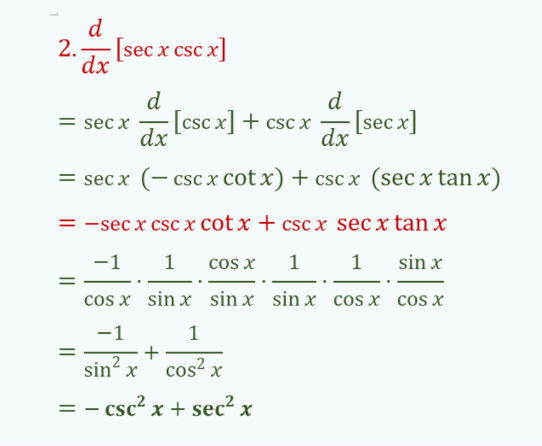 2. d/dx [sec x csc x]
= sec x d/dx [csc x] + csc x d/dx [sec x]
= sec x (− csc x cot x) + csc x (sec x tan x)
= −sec x csc x cot x + csc x sec x tan x
= −1/cos x · 1/sin x · cos x/sin x · 1/sin x · 1/cos x · sin x/cos x
= −1/sin² x + 1/cos² x
= − csc² x + sec² x